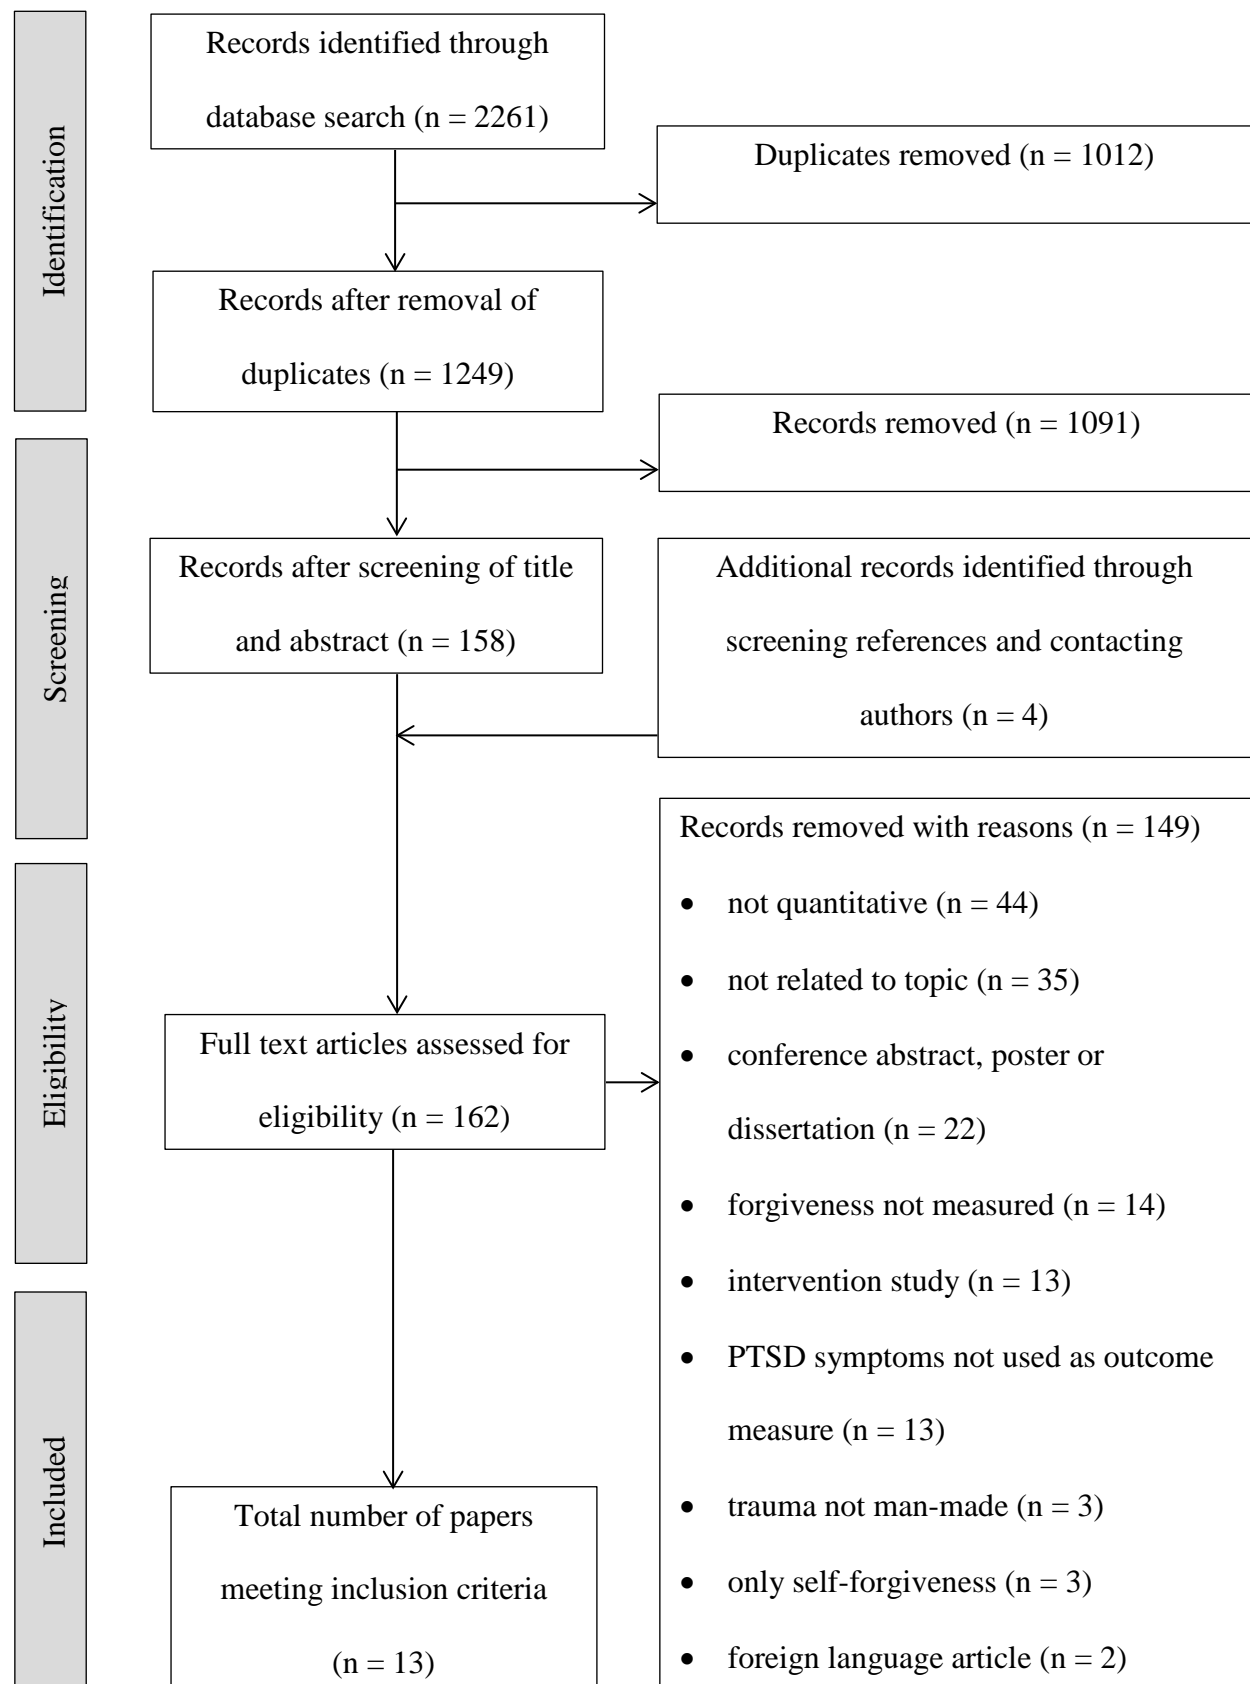 Identification
Records identified through
database search (n = 2261)
Duplicates removed (n = 1012)
Records after removal of
duplicates (n = 1249)
Records removed (n = 1091)
Screening
Records after screening of title
and abstract (n = 158)
Additional records identified through
screening references and contacting
authors (n = 4)
Eligibility
Full text articles assessed for
eligibility (n = 162)
Records removed with reasons (n = 149)
• not quantitative (n = 44)
• not related to topic (n = 35)
• conference abstract, poster or
dissertation (n = 22)
• forgiveness not measured (n = 14)
• intervention study (n = 13)
• PTSD symptoms not used as outcome
measure (n = 13)
• trauma not man-made (n = 3)
• only self-forgiveness (n = 3)
• foreign language article (n = 2)
Included
Total number of papers
meeting inclusion criteria
(n = 13)